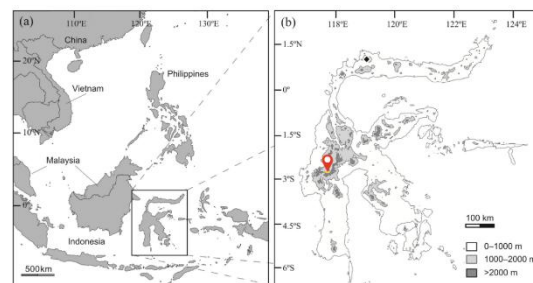 (a)
110°E
120°E
130°E
China
20°N
Philippines
Vietnam
10°N
Malaysia
0°N
Indonesia
500km
(b)
118°E
120°E
122°E
124°E
1.5°N
0°
1.5°S
3°S
4.5°S
6°S
100 km
0–1000 m
1000–2000 m
>2000 m